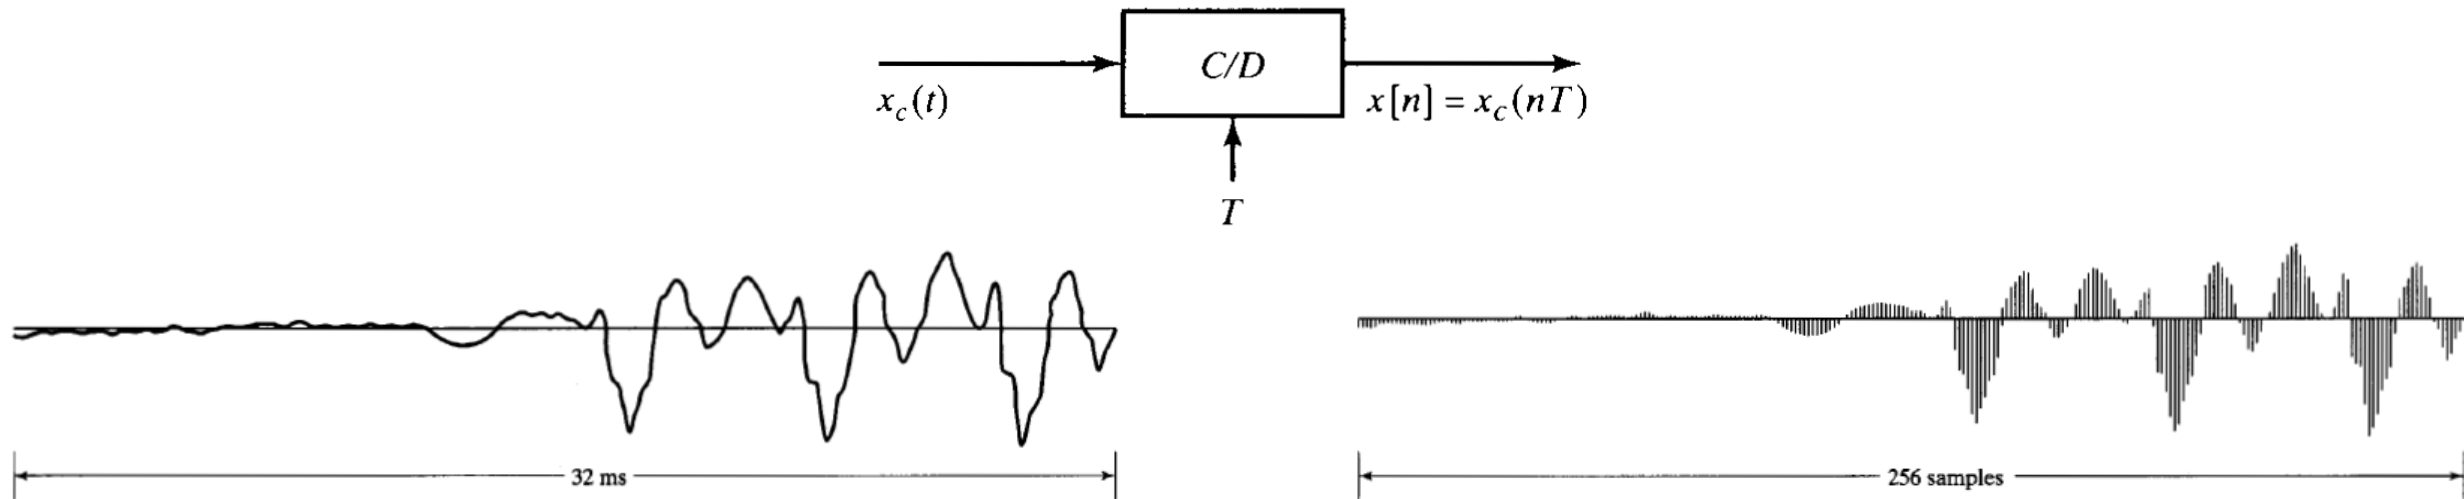 C/D
x_c(t)
x[n] = x_c(nT)
T
32 ms
256 samples